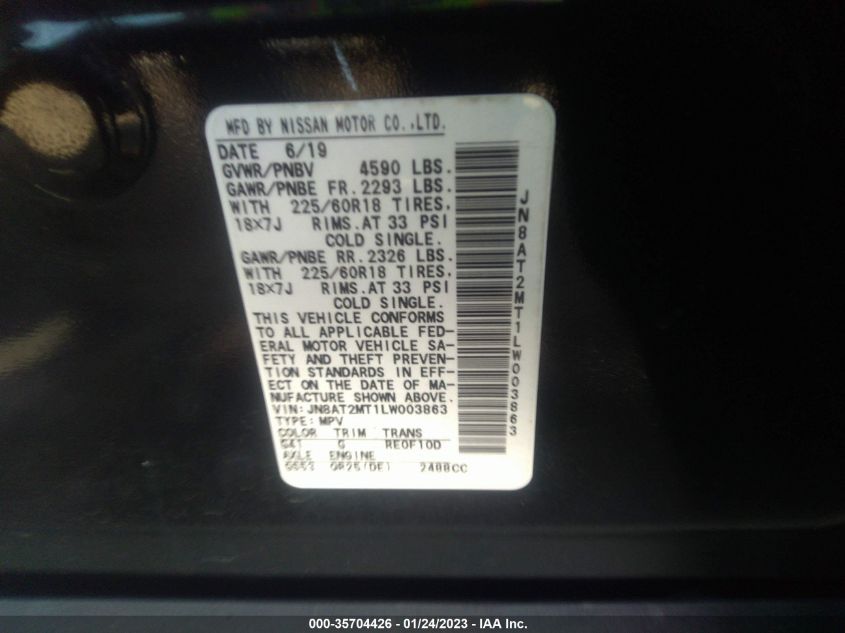 MFD BY NISSAN MOTOR CO.,LTD.
DATE 6/19
GVWR/PNBV 4590 LBS.
GAWR/PNBE FR. 2293 LBS.
WITH 225/60R18 TIRES.
18×7J RIMS. AT 33 PSI
COLD SINGLE.
GAWR/PNBE RR. 2326 LBS.
WITH 225/60R18 TIRES.
18×7J RIMS. AT 33 PSI
COLD SINGLE.
THIS VEHICLE CONFORMS
TO ALL APPLICABLE FED-
ERAL MOTOR VEHICLE SA-
FETY AND THEFT PREVEN-
TION STANDARDS IN EFF-
ECT ON THE DATE OF MA-
NUFACTURE SHOWN ABOVE.
VIN: JN8AT2MT1LW003863
TYPE: MPV
COLOR TRIM TRANS
G41 G RE0F10D
AXLE ENGINE
QR25(DE) 2488CC
JN8AT2MT1LW003863
000-35704426 - 01/24/2023 - IAA Inc.